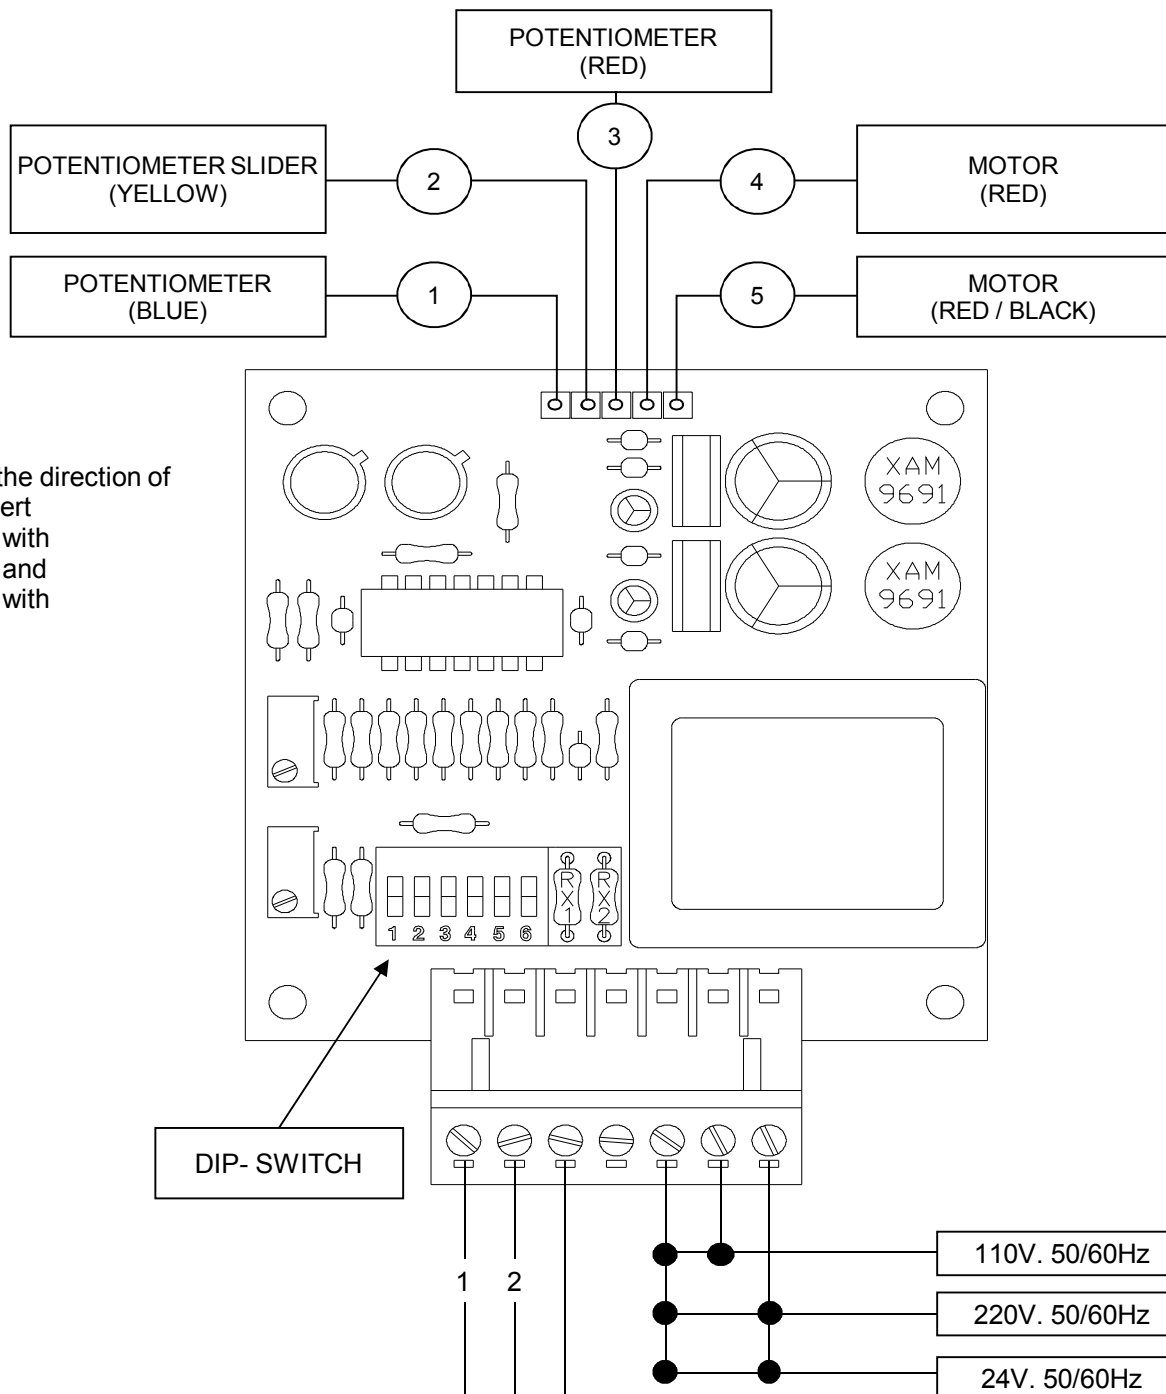 POTENTIOMETER
(RED)
3
POTENTIOMETER SLIDER
(YELLOW)
2
4
MOTOR
(RED)
POTENTIOMETER
(BLUE)
1
5
MOTOR
(RED / BLACK)
the direction of
ert
with
and
with
XAM
9691
XAM
9691
RX1
RX2
1 2 3 4 5 6
DIP- SWITCH
1 2
110V. 50/60Hz
220V. 50/60Hz
24V. 50/60Hz